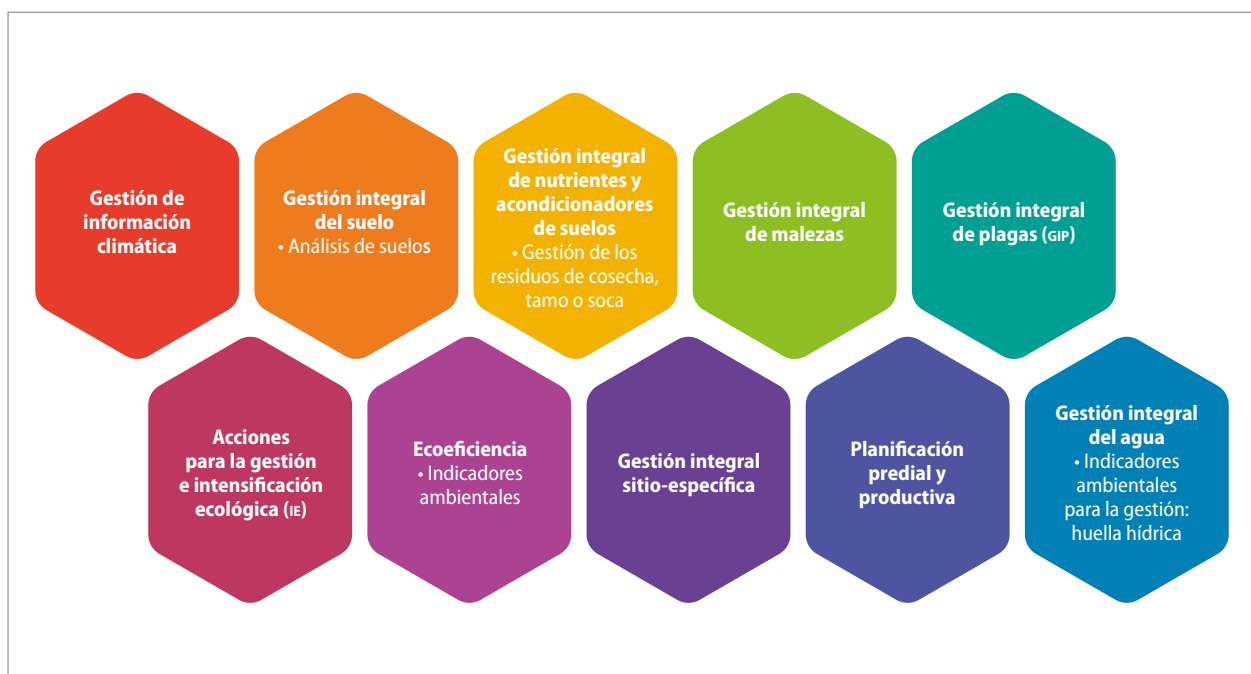 Gestión de
información
climática
Gestión integral
del suelo
• Análisis de suelos
Gestión integral
de nutrientes y
acondicionadores
de suelos
• Gestión de los
residuos de cosecha,
tamo o soca
Gestión integral
de malezas
Gestión integral
de plagas (GIP)
Acciones
para la gestión
e intensificación
ecológica (IE)
Ecoeficiencia
• Indicadores
ambientales
Gestión integral
sitio-específica
Planificación
predial y
productiva
Gestión integral
del agua
• Indicadores
ambientales
para la gestión:
huella hídrica